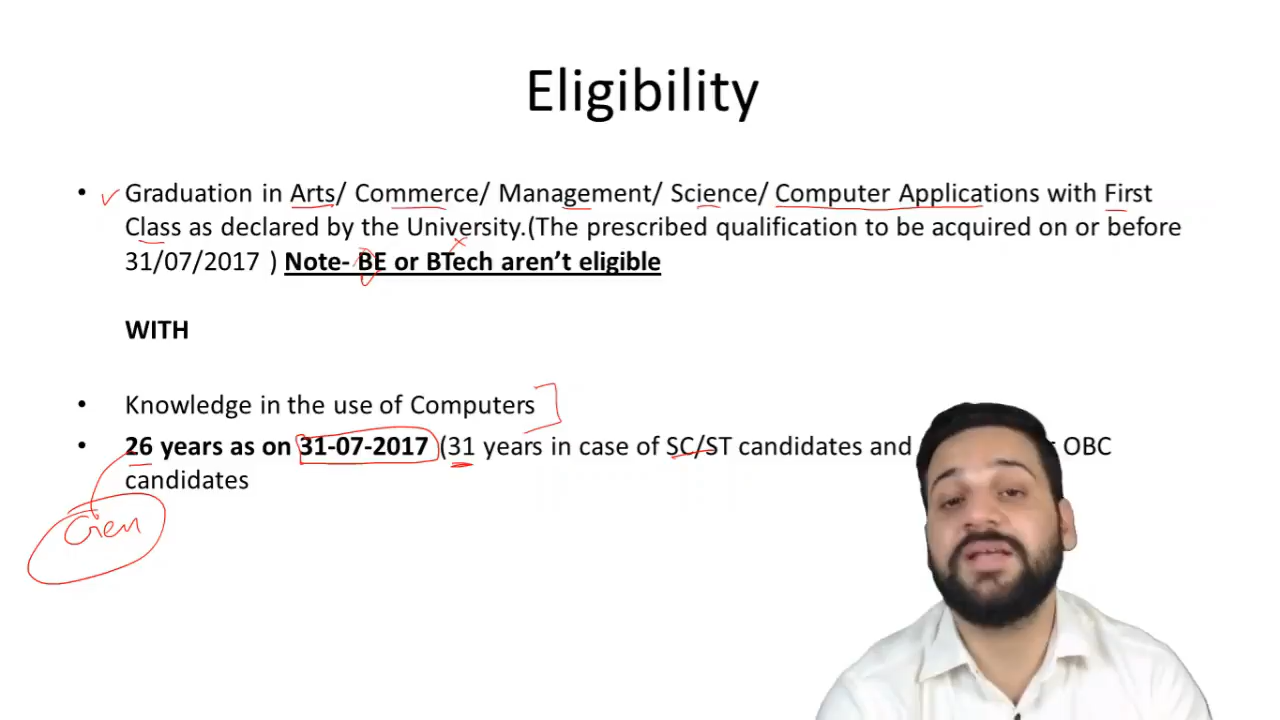 Eligibility
• Graduation in Arts/ Commerce/ Management/ Science/ Computer Applications with First
Class as declared by the University.(The prescribed qualification to be acquired on or before
31/07/2017 ) Note- BE or BTech aren’t eligible
WITH
• Knowledge in the use of Computers
• 26 years as on 31-07-2017 (31 years in case of SC/ST candidates and OBC
candidates
Gen